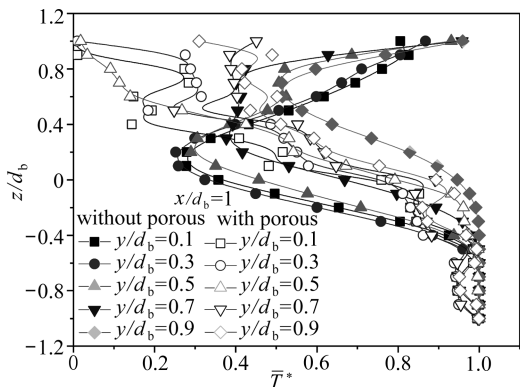 1.2
0.8
0.4
0
−0.4
−0.8
−1.2
z/d_b
x/d_b=1
without porous with porous
y/d_b=0.1 y/d_b=0.1
y/d_b=0.3 y/d_b=0.3
y/d_b=0.5 y/d_b=0.5
y/d_b=0.7 y/d_b=0.7
y/d_b=0.9 y/d_b=0.9
0 0.2 0.4 0.6 0.8 1.0
T̅*